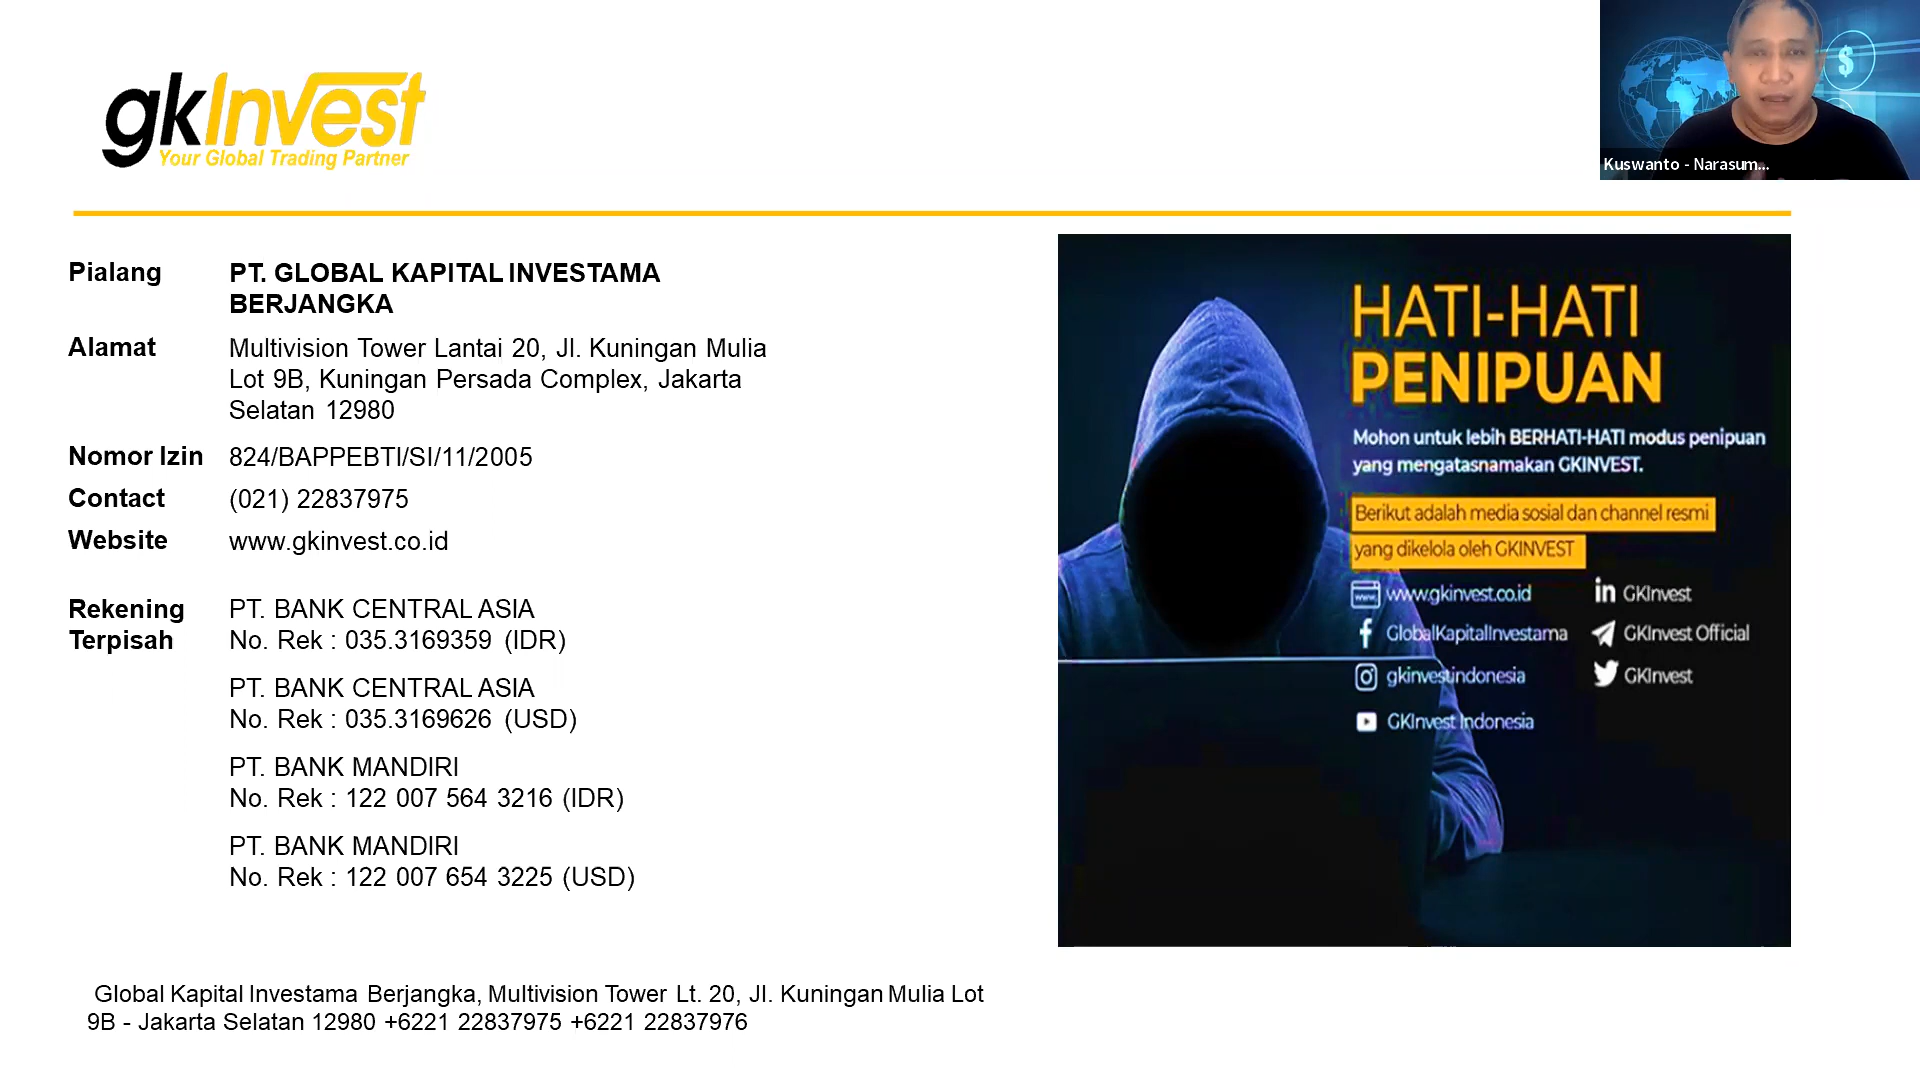 gkInvest
Your Global Trading Partner
$
Kuswanto - Narasum...
Pialang
PT. GLOBAL KAPITAL INVESTAMA
BERJANGKA
Alamat
Multivision Tower Lantai 20, Jl. Kuningan Mulia
Lot 9B, Kuningan Persada Complex, Jakarta
Selatan 12980
Nomor Izin
824/BAPPEBTI/SI/11/2005
Contact
(021) 22837975
Website
www.gkinvest.co.id
Rekening
Terpisah
PT. BANK CENTRAL ASIA
No. Rek : 035.3169359 (IDR)
PT. BANK CENTRAL ASIA
No. Rek : 035.3169626 (USD)
PT. BANK MANDIRI
No. Rek : 122 007 564 3216 (IDR)
PT. BANK MANDIRI
No. Rek : 122 007 654 3225 (USD)
HATI-HATI
PENIPUAN
Mohon untuk lebih BERHATI-HATI modus penipuan
yang mengatasnamakan GKINVEST.
Berikut adalah media sosial dan channel resmi
yang dikelola oleh GKINVEST
www.gkinvest.co.id
GKInvest
GlobalKapitalInvestama
GKInvest Official
gkinvestindonesia
GKInvest
GKInvest Indonesia
Global Kapital Investama Berjangka, Multivision Tower Lt. 20, Jl. Kuningan Mulia Lot
9B - Jakarta Selatan 12980 +6221 22837975 +6221 22837976